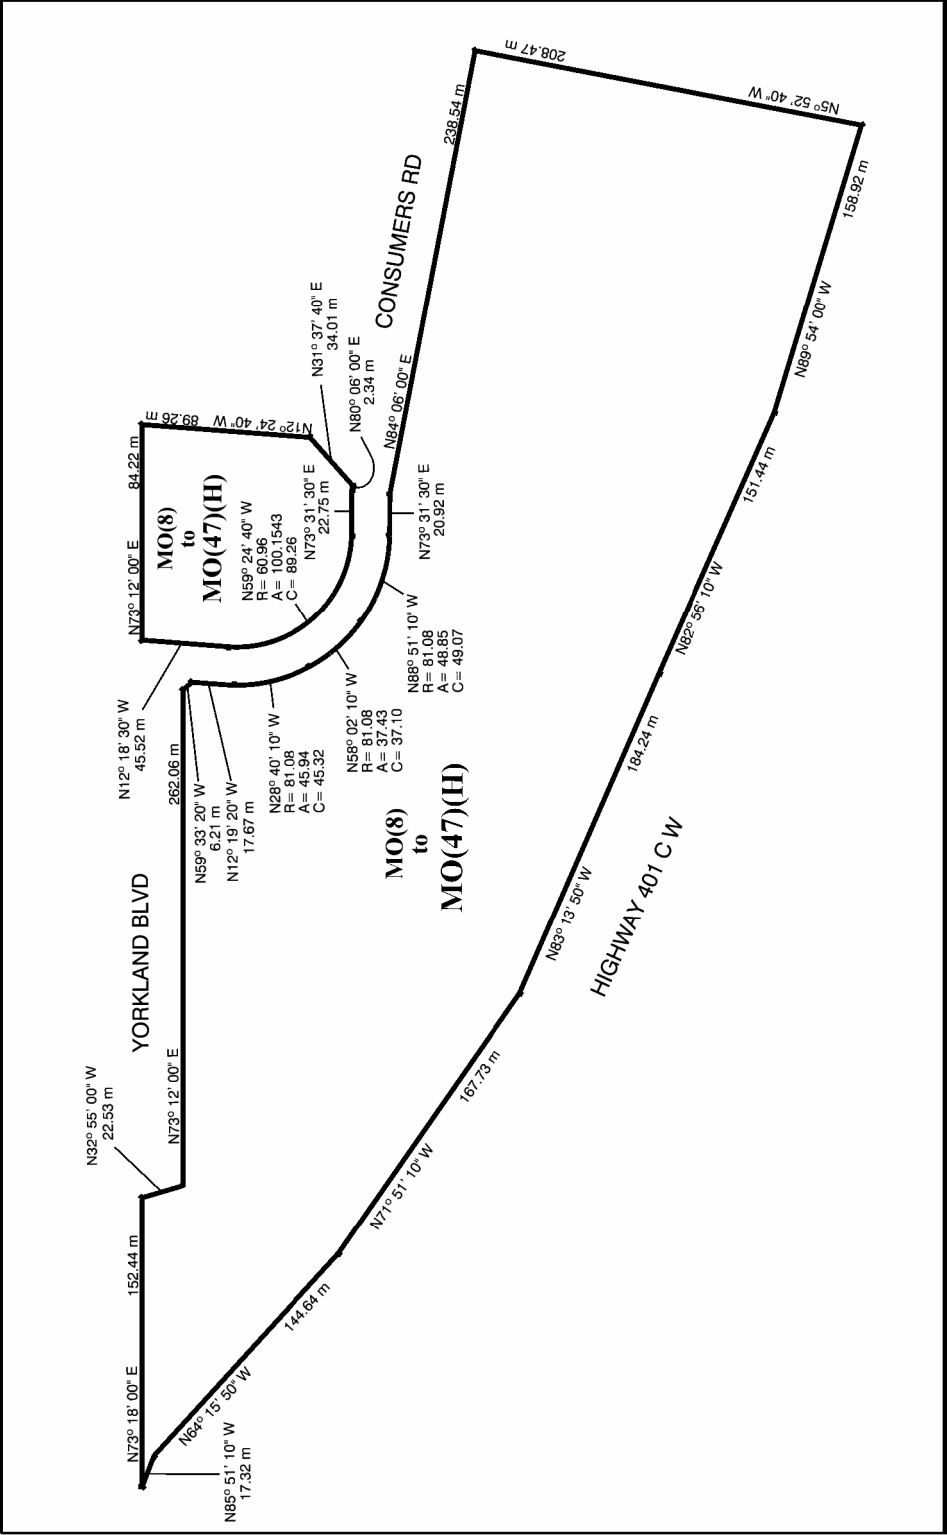 N85° 51' 10" W
17.32 m
N73° 18' 00" E
152.44 m
N32° 55' 00" W
22.53 m
YORKLAND BLVD
N73° 12' 00" E
262.06 m
N59° 33' 20" W
6.21 m
N12° 19' 20" W
17.67 m
N12° 18' 30" W
45.52 m
N73° 12' 00" E
84.22 m
MO(8)
to
MO(47)(H)
N12° 24' 40" W
89.26 m
N59° 24' 40" W
R= 60.96
A= 100.1543
C= 89.26
N31° 37' 40" E
34.01 m
N73° 31' 30" E
22.75 m
N80° 06' 00" E
2.34 m
N28° 40' 10" W
R= 81.08
A= 45.94
C= 45.32
N58° 02' 10" W
R= 81.08
A= 37.43
C= 37.10
N88° 51' 10' W
R= 81.08
A= 48.85
C= 49.07
N73° 31' 30" E
20.92 m
CONSUMERS RD
N84° 06' 00" E
238.54 m
208.47 m
N5° 52' 40" W
MO(8)
to
MO(47)(H)
N64° 15' 50" W
144.64 m
N71° 51' 10" W
167.73 m
N83° 13' 50" W
184.24 m
N82° 56' 10" W
151.44 m
N89° 54' 00" W
158.92 m
HIGHWAY 401 C W